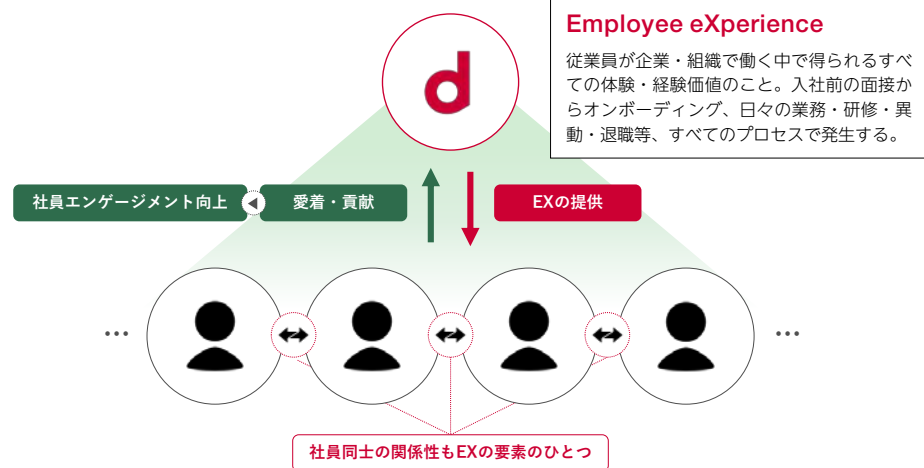 Employee eXperience
従業員が企業・組織で働く中で得られるすべ
ての体験・経験価値のこと。入社前の面接か
らオンボーディング、日々の業務・研修・異
動・退職等、すべてのプロセスで発生する。
d
社員エンゲージメント向上
愛着・貢献
EXの提供
…
…
社員同士の関係性もEXの要素のひとつ